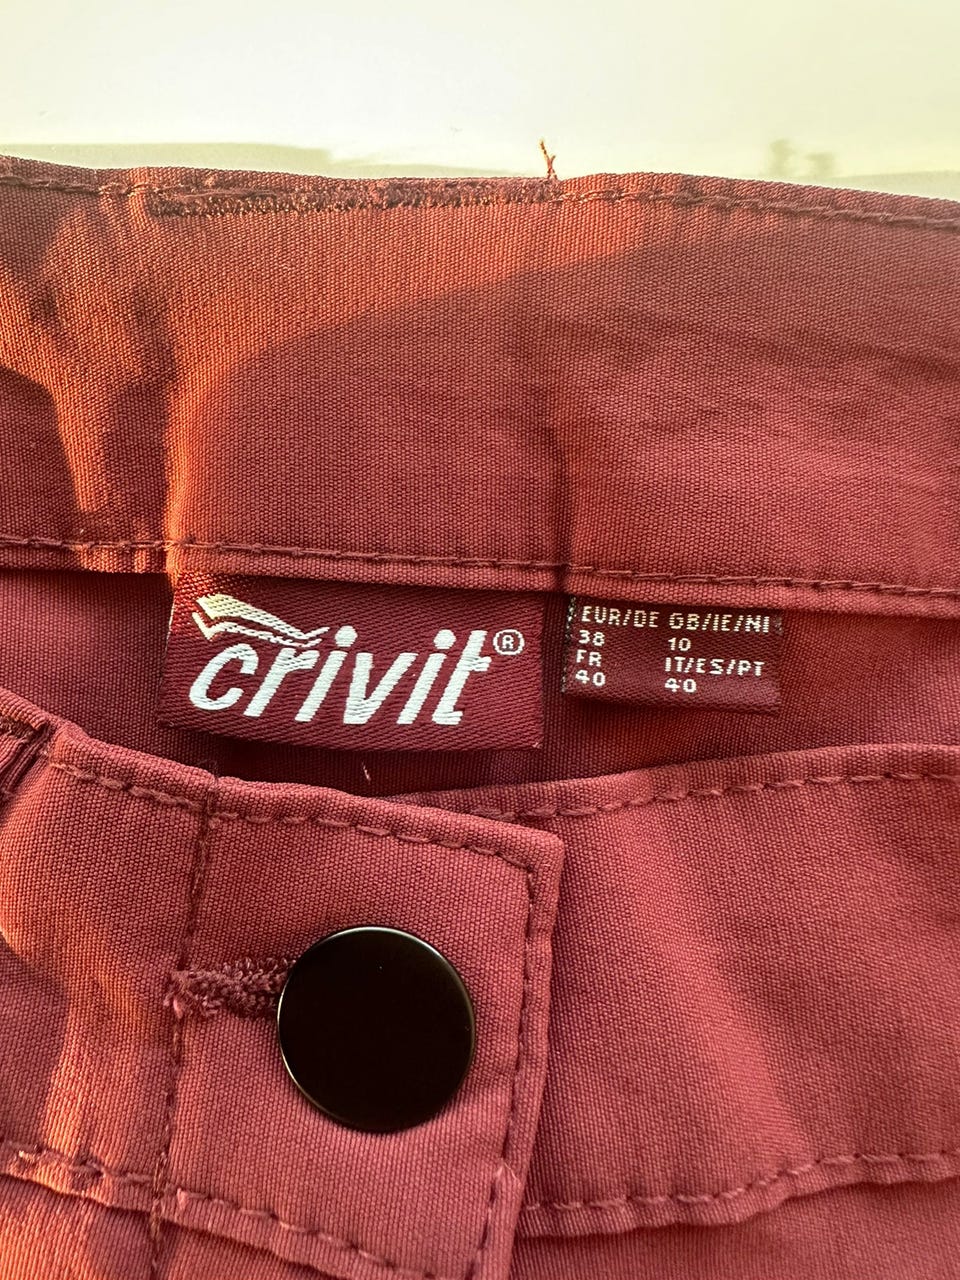 crivit®
EUR/DE GB/IE/NI
38 10
FR IT/ES/PT
40 40